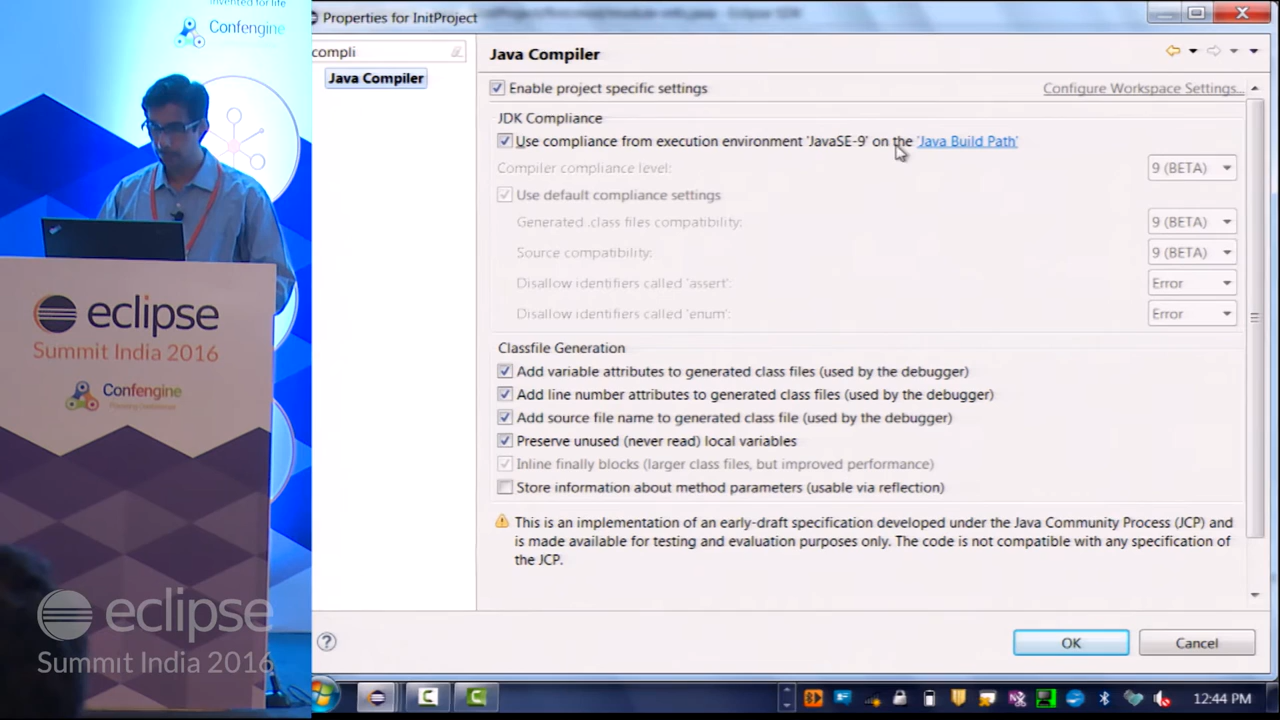 Invented for life
Confengine
eclipse
Summit India 2016
Confengine
eclipse
Summit India 2016
Properties for InitProject
compli
Java Compiler
Java Compiler
Enable project specific settings
Configure Workspace Settings...
JDK Compliance
Use compliance from execution environment 'JavaSE-9' on the 'Java Build Path'
Compiler compliance level:
9 (BETA)
Use default compliance settings
Generated .class files compatibility:
9 (BETA)
Source compatibility:
9 (BETA)
Disallow identifiers called 'assert':
Error
Disallow identifiers called 'enum':
Error
Classfile Generation
Add variable attributes to generated class files (used by the debugger)
Add line number attributes to generated class files (used by the debugger)
Add source file name to generated class file (used by the debugger)
Preserve unused (never read) local variables
Inline finally blocks (larger class files, but improved performance)
Store information about method parameters (usable via reflection)
This is an implementation of an early-draft specification developed under the Java Community Process (JCP) and
is made available for testing and evaluation purposes only. The code is not compatible with any specification of
the JCP.
OK
Cancel
12:44 PM